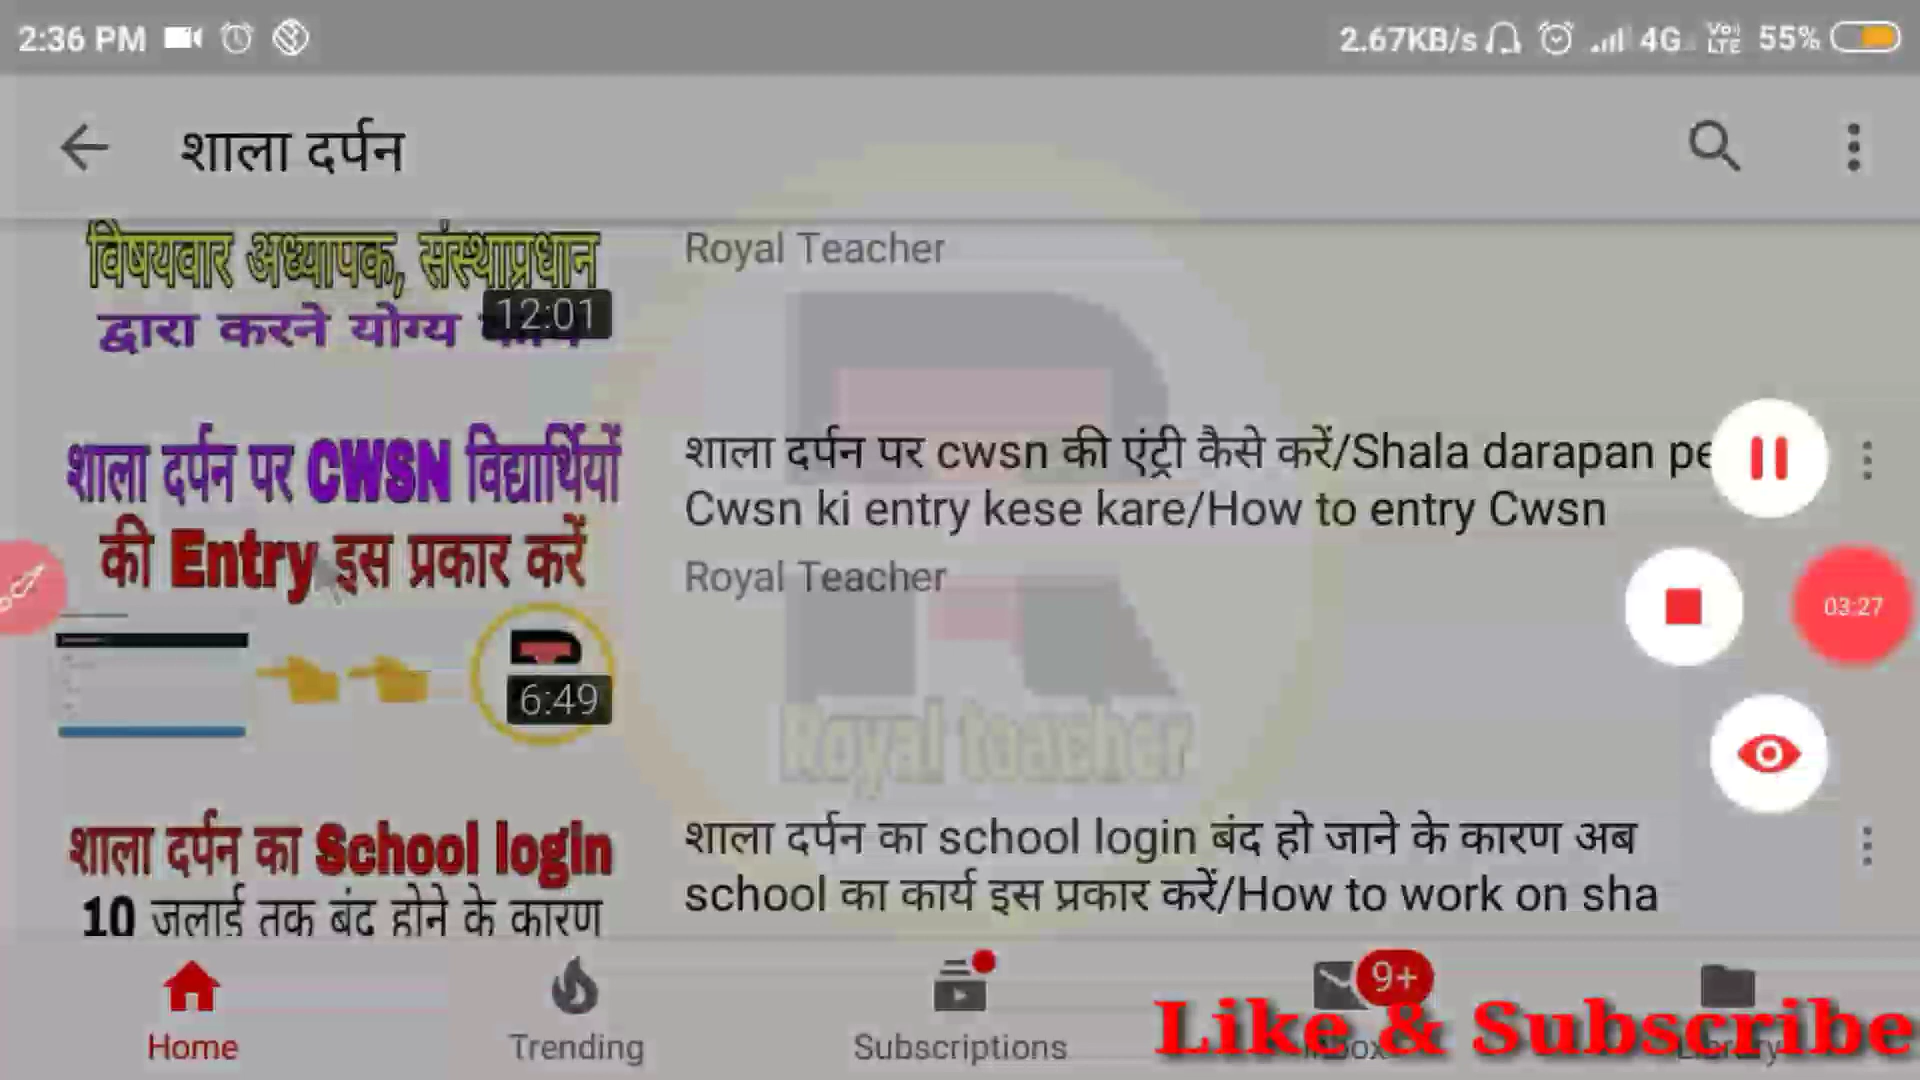 2:36 PM 2.67KB/s 4G VoLTE 55%
शाला दर्पन
विषयवार अध्यापक, संस्थाप्रधान
द्वारा करने योग्य
12:01
Royal Teacher
शाला दर्पन पर CWSN विद्यार्थियों
की Entry इस प्रकार करें
6:49
शाला दर्पन पर cwsn की एंट्री कैसे करें/Shala darapan pe
Cwsn ki entry kese kare/How to entry Cwsn
Royal Teacher
03:27
Royal teacher
शाला दर्पन का School login
10 जुलाई तक बंद होने के कारण
शाला दर्पन का school login बंद हो जाने के कारण अब
school का कार्य इस प्रकार करें/How to work on sha
9+
Home Trending Subscriptions Inbox Library
Like & Subscribe